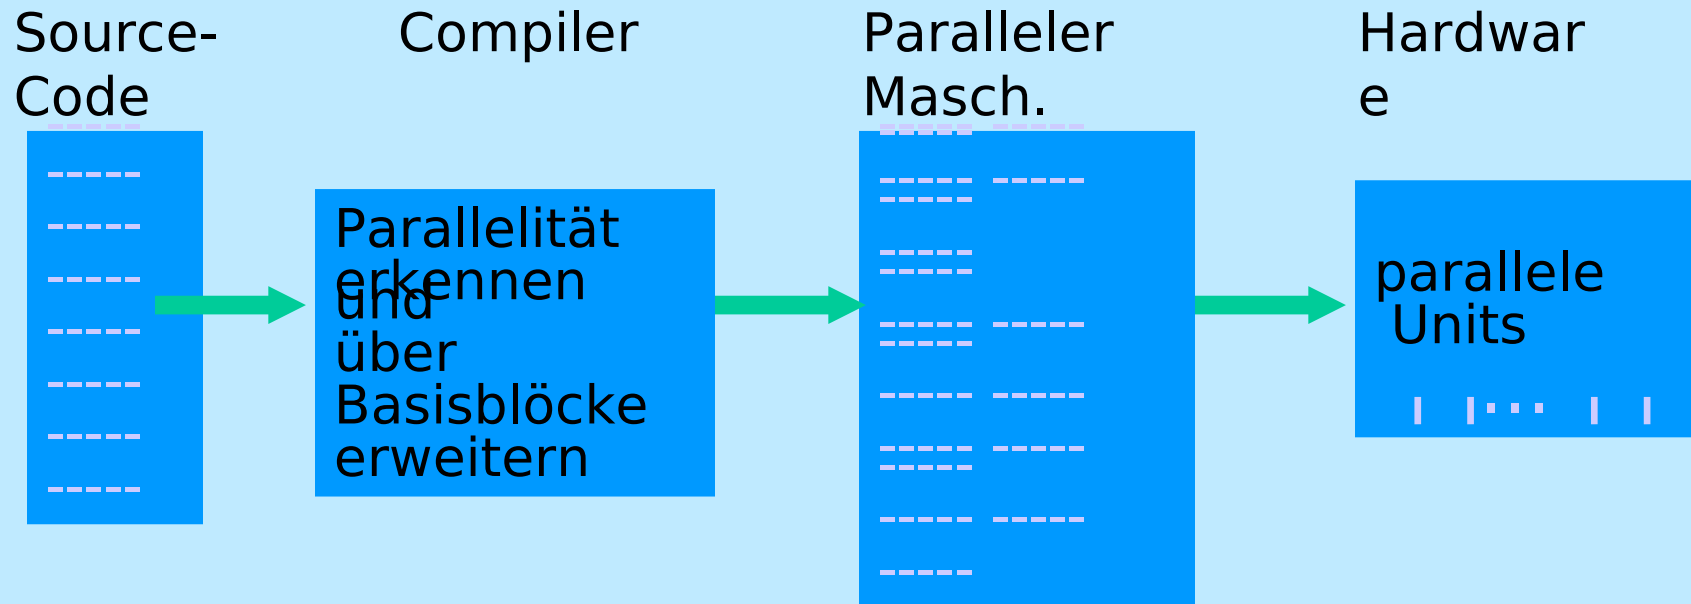 Source-
Code
Compiler
Paralleler
Masch.
Hardwar
e
-----
-----
-----
-----
-----
-----
-----
-----
Parallelität
erkennen
und
über
Basisblöcke
erweitern
----- -----
-----
----- -----
-----
-----
-----
----- -----
-----
----- -----
----- -----
-----
----- -----
-----
parallele
Units
| |... | |